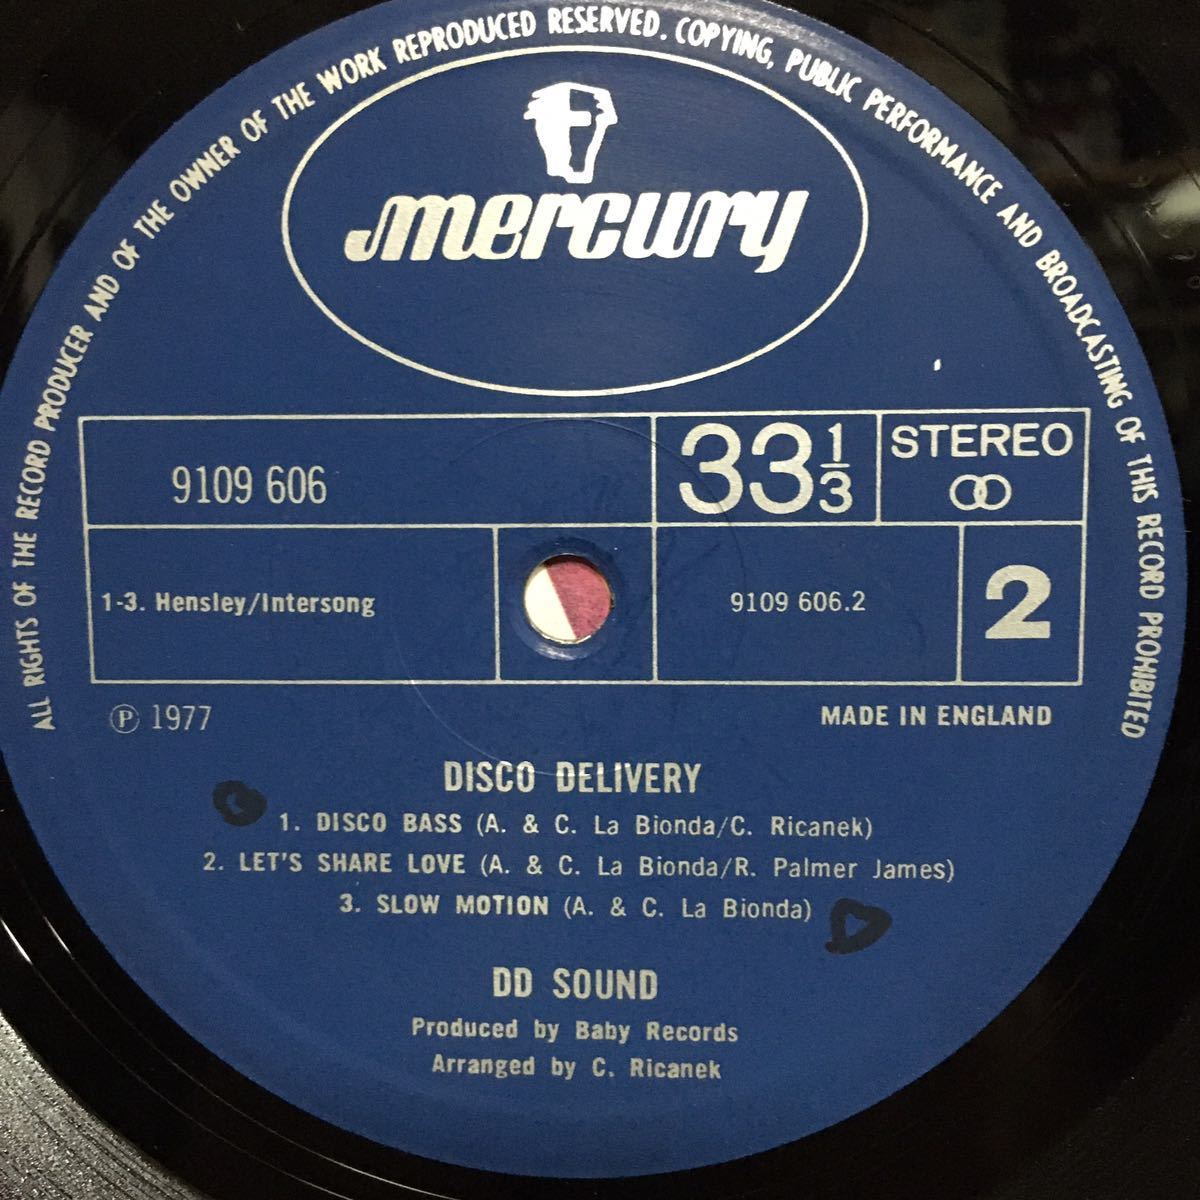 ALL RIGHTS OF THE RECORD PRODUCER AND OF THE OWNER OF THE WORK REPRODUCED RESERVED. COPYING, PUBLIC PERFORMANCE AND BROADCASTING OF THIS RECORD PROHIBITED
mercury
9109 606
33 1/3
STEREO
1-3. Hensley/Intersong
9109 606.2
2
℗ 1977
MADE IN ENGLAND
DISCO DELIVERY
1. DISCO BASS (A. & C. La Bionda/C. Ricanek)
2. LET'S SHARE LOVE (A. & C. La Bionda/R. Palmer James)
3. SLOW MOTION (A. & C. La Bionda)
DD SOUND
Produced by Baby Records
Arranged by C. Ricanek